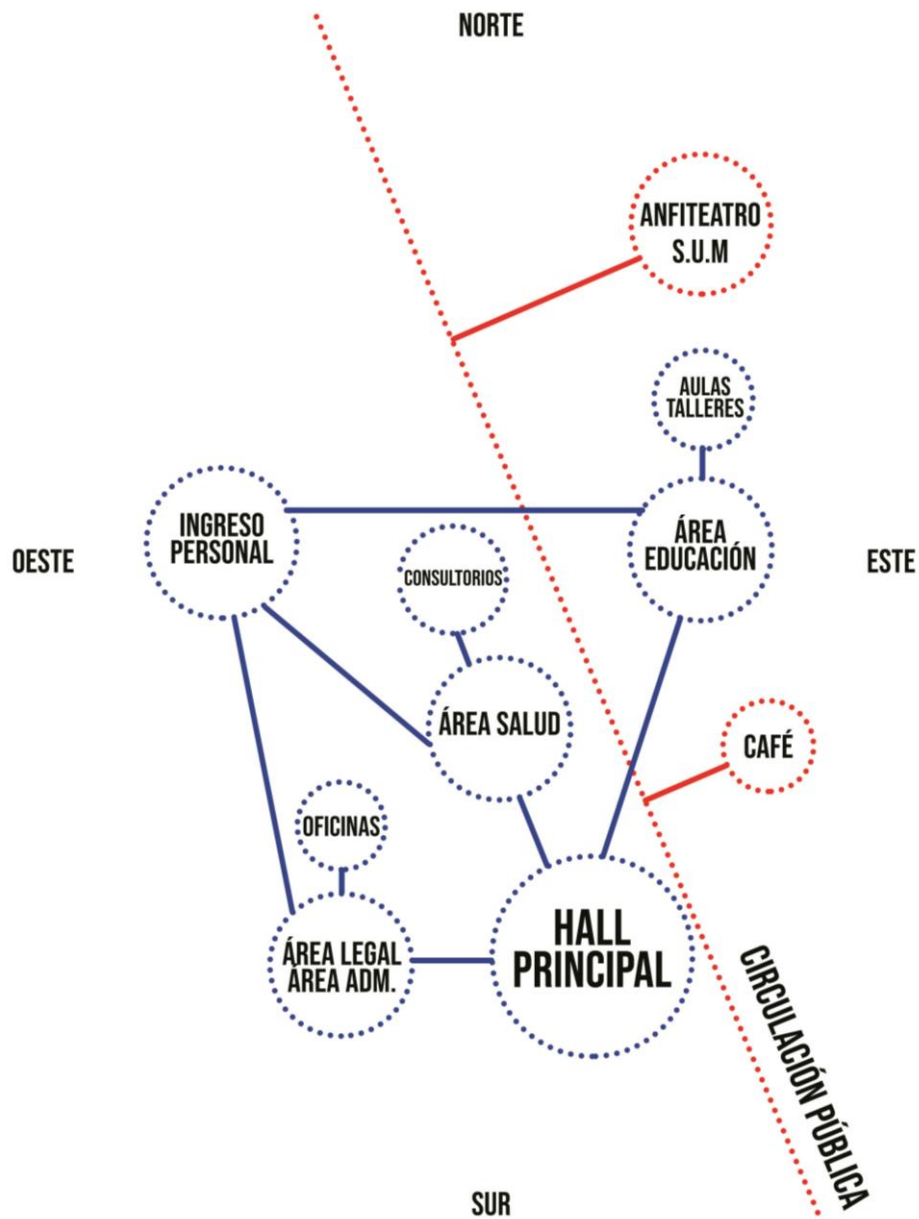 NORTE
ANFITEATRO
S.U.M
AULAS
TALLERES
INGRESO
PERSONAL
ÁREA
EDUCACIÓN
OESTE
CONSULTORIOS
ESTE
ÁREA SALUD
CAFÉ
OFICINAS
HALL
PRINCIPAL
ÁREA LEGAL
ÁREA ADM.
CIRCULACIÓN PÚBLICA
SUR